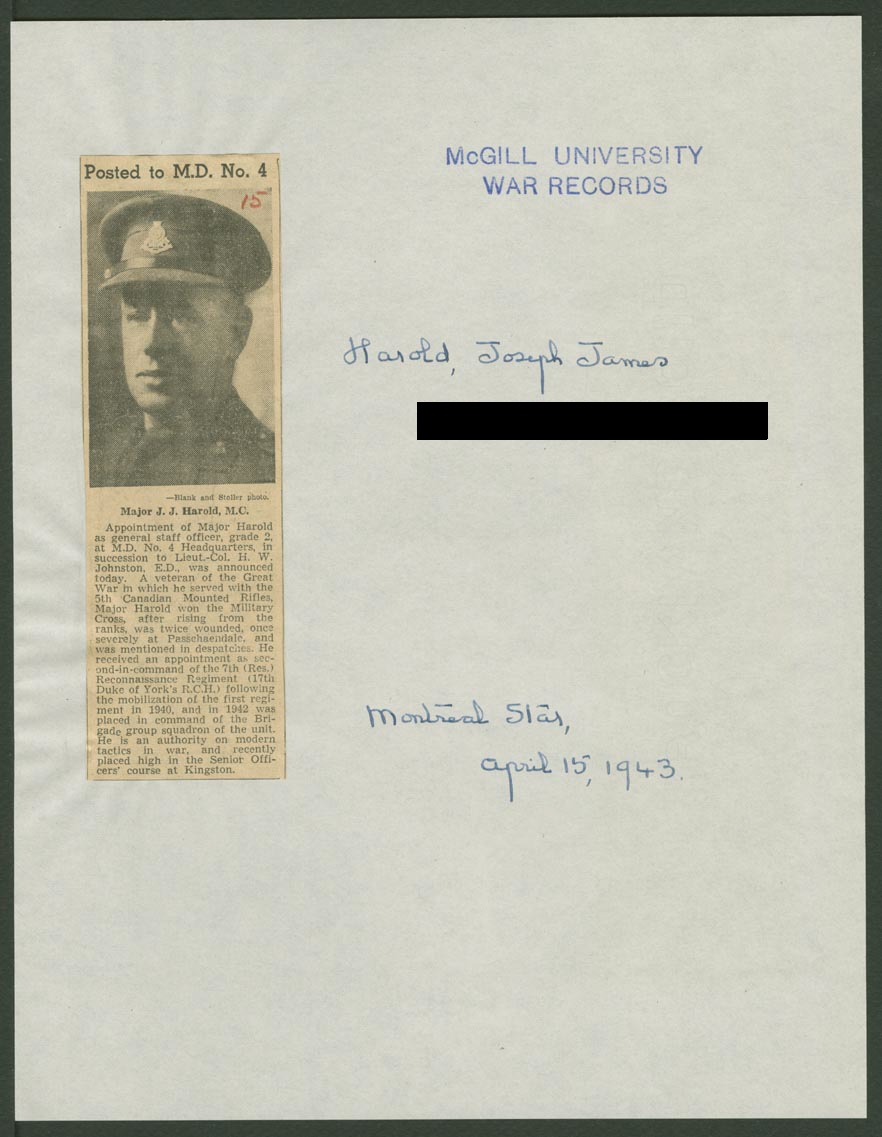 Posted to M.D. No. 4
15
—Blank and Stoller photo.
Major J. J. Harold, M.C.
Appointment of Major Harold
as general staff officer, grade 2,
at M.D. No. 4 Headquarters, in
succession to Lieut.-Col. H. W.
Johnston, E.D., was announced
today. A veteran of the Great
War in which he served with the
5th Canadian Mounted Rifles,
Major Harold won the Military
Cross, after rising from the
ranks, was twice wounded, once
severely at Passchaendale, and
was mentioned in despatches. He
received an appointment as sec-
ond-in-command of the 7th (Res.)
Reconnaissance Regiment (17th
Duke of York's R.C.H.) following
the mobilization of the first regi-
ment in 1940, and in 1942 was
placed in command of the Bri-
gade group squadron of the unit.
He is an authority on modern
tactics in war, and recently
placed high in the Senior Offi-
cers' course at Kingston.
McGILL UNIVERSITY
WAR RECORDS
Harold, Joseph James
Montreal Star,
April 15, 1943.